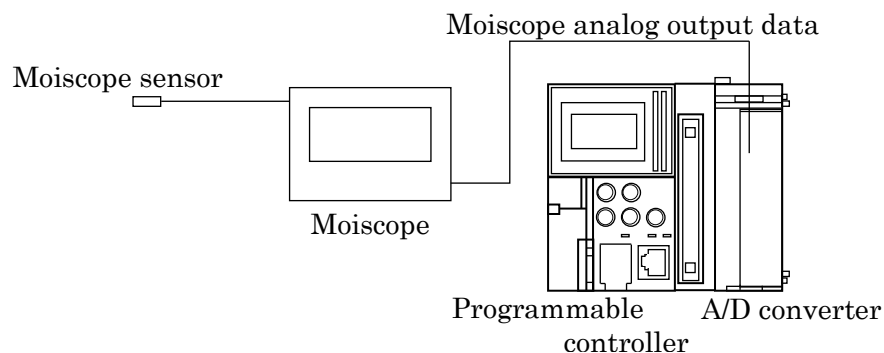 Moiscope analog output data
Moiscope sensor
Moiscope
Programmable
controller
A/D converter